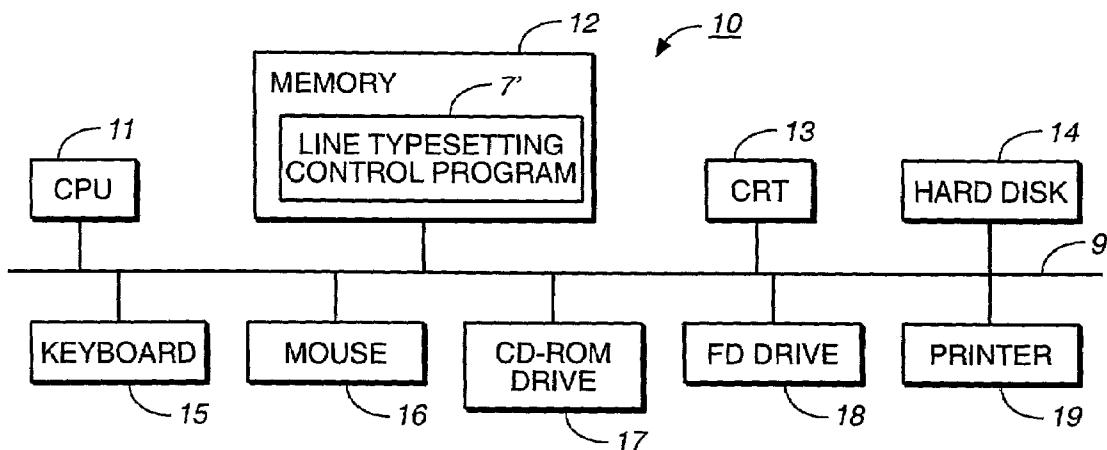 12
10
MEMORY
7'
LINE TYPESETTING
CONTROL PROGRAM
11
CPU
13
CRT
14
HARD DISK
9
KEYBOARD
15
MOUSE
16
CD-ROM
DRIVE
17
FD DRIVE
18
PRINTER
19